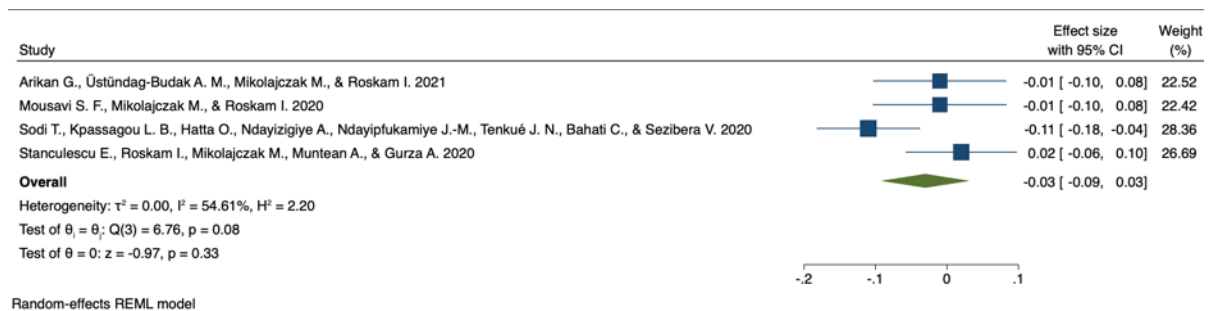 Effect size Weight
Study with 95% CI (%)
Arikan G., Üstündag-Budak A. M., Mikolajczak M., & Roskam I. 2021 -0.01 [ -0.10, 0.08] 22.52
Mousavi S. F., Mikolajczak M., & Roskam I. 2020 -0.01 [ -0.10, 0.08] 22.42
Sodi T., Kpassagou L. B., Hatta O., Ndayizigiye A., Ndayipfukamiye J.-M., Tenkué J. N., Bahati C., & Sezibera V. 2020 -0.11 [ -0.18, -0.04] 28.36
Stanculescu E., Roskam I., Mikolajczak M., Muntean A., & Gurza A. 2020 0.02 [ -0.06, 0.10] 26.69
Overall -0.03 [ -0.09, 0.03]
Heterogeneity: τ² = 0.00, I² = 54.61%, H² = 2.20
Test of θᵢ = θⱼ: Q(3) = 6.76, p = 0.08
Test of θ = 0: z = -0.97, p = 0.33
-.2 -.1 0 .1
Random-effects REML model